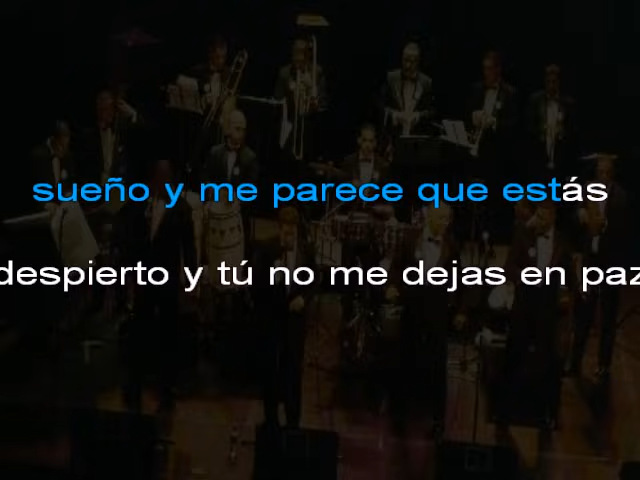 sueño y me parece que estás
despierto y tú no me dejas en paz